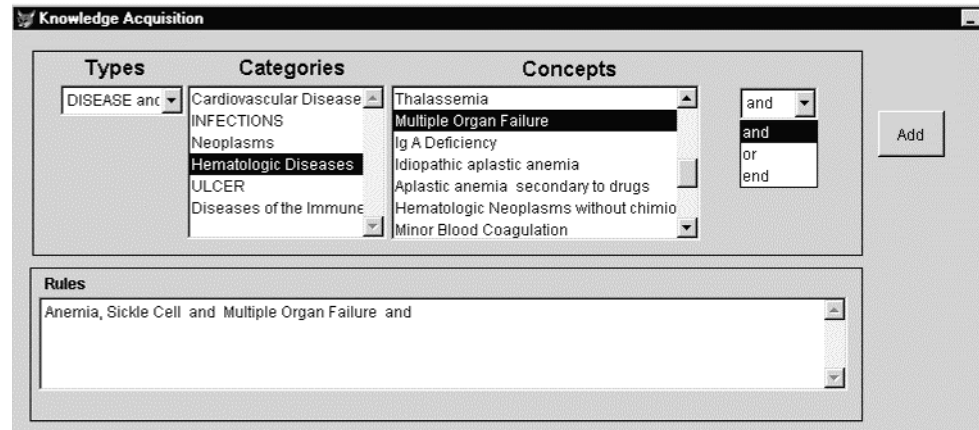 Knowledge Acquisition
Types
Categories
Concepts
DISEASE and
Cardiovascular Disease
INFECTIONS
Neoplasms
Hematologic Diseases
ULCER
Diseases of the Immune
Thalassemia
Multiple Organ Failure
Ig A Deficiency
Idiopathic aplastic anemia
Aplastic anemia secondary to drugs
Hematologic Neoplasms without chimio
Minor Blood Coagulation
and
and
or
end
Add
Rules
Anemia, Sickle Cell and Multiple Organ Failure and